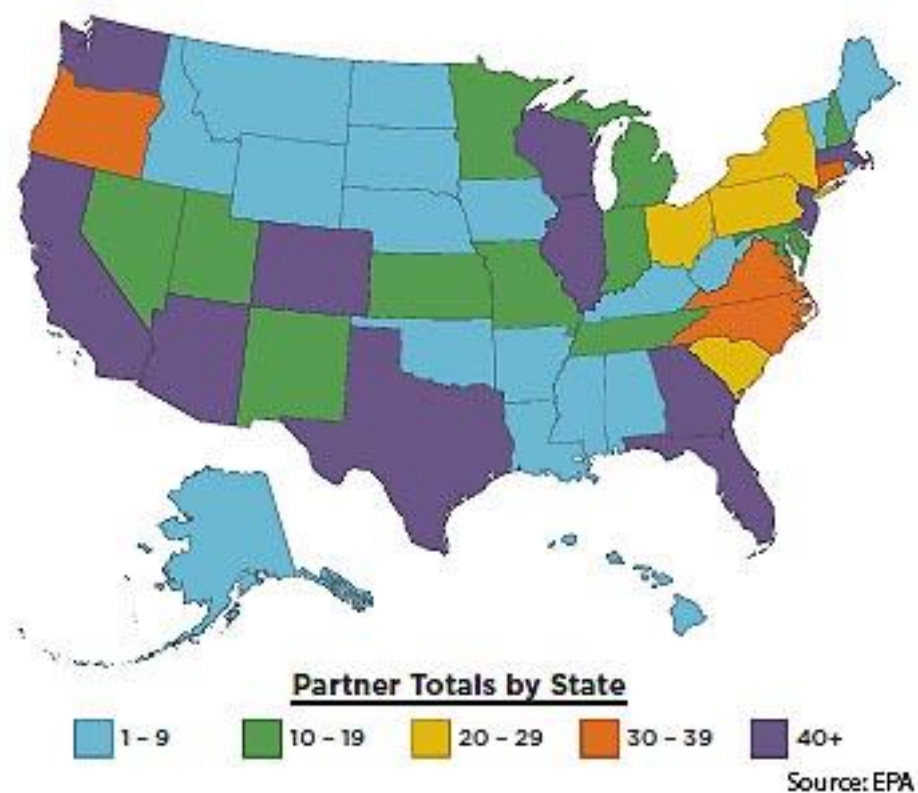 Partner Totals by State
1 – 9 10 – 19 20 – 29 30 – 39 40+
Source: EPA